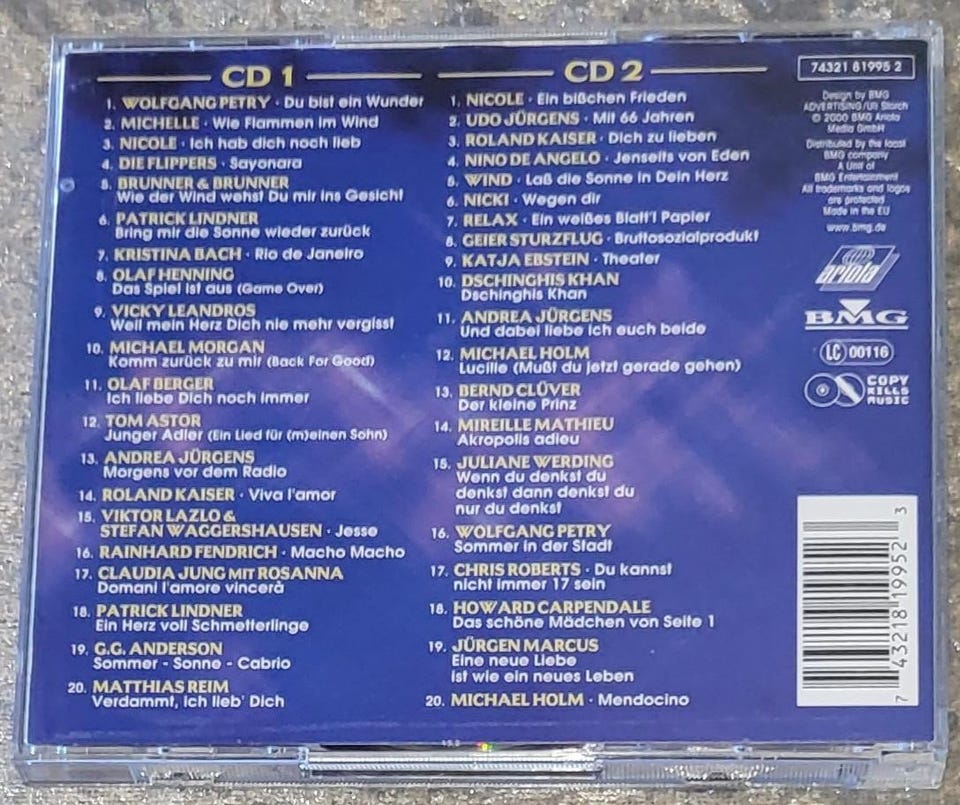 CD 1
1. WOLFGANG PETRY · Du bist ein Wunder
2. MICHELLE · Wie Flammen im Wind
3. NICOLE · Ich hab dich noch lieb
4. DIE FLIPPERS · Sayonara
5. BRUNNER & BRUNNER
Wie der Wind wehst Du mir ins Gesicht
6. PATRICK LINDNER
Bring mir die Sonne wieder zurück
7. KRISTINA BACH · Rio de Janeiro
8. OLAF HENNING
Das Spiel ist aus (Game Over)
9. VICKY LEANDROS
Weil mein Herz Dich nie mehr vergisst
10. MICHAEL MORGAN
Komm zurück zu mir (Back For Good)
11. OLAF BERGER
Ich liebe Dich noch immer
12. TOM ASTOR
Junger Adler (Ein Lied für (m)einen Sohn)
13. ANDREA JÜRGENS
Morgens vor dem Radio
14. ROLAND KAISER · Viva l'amor
15. VIKTOR LAZLO &
STEFAN WAGGERSHAUSEN · Jesse
16. RAINHARD FENDRICH · Macho Macho
17. CLAUDIA JUNG MIT ROSANNA
Domani l'amore vincerà
18. PATRICK LINDNER
Ein Herz voll Schmetterlinge
19. G.G. ANDERSON
Sommer - Sonne - Cabrio
20. MATTHIAS REIM
Verdammt, ich lieb' Dich
CD 2
1. NICOLE · Ein bißchen Frieden
2. UDO JÜRGENS · Mit 66 Jahren
3. ROLAND KAISER · Dich zu lieben
4. NINO DE ANGELO · Jenseits von Eden
5. WIND · Laß die Sonne in Dein Herz
6. NICKI · Wegen dir
7. RELAX · Ein weißes Blatt'l Papier
8. GEIER STURZFLUG · Bruttosozialprodukt
9. KATJA EBSTEIN · Theater
10. DSCHINGHIS KHAN
Dschinghis Khan
11. ANDREA JÜRGENS
Und dabei liebe ich euch beide
12. MICHAEL HOLM
Lucille (Mußt du jetzt gerade gehen)
13. BERND CLÜVER
Der kleine Prinz
14. MIREILLE MATHIEU
Akropolis adieu
15. JULIANE WERDING
Wenn du denkst du
denkst dann denkst du
nur du denkst
16. WOLFGANG PETRY
Sommer in der Stadt
17. CHRIS ROBERTS · Du kannst
nicht immer 17 sein
18. HOWARD CARPENDALE
Das schöne Mädchen von Seite 1
19. JÜRGEN MARCUS
Eine neue Liebe
ist wie ein neues Leben
20. MICHAEL HOLM · Mendocino
74321 81995 2
Design by BMG
ADVERTISING/Uli Storch
© 2000 BMG Ariola
Media GmbH
Distributed by the local
BMG company
A Unit of
BMG Entertainment
All trademarks and logos
are protected
Made in the EU
www.bmg.de
ariola
BMG
LC 00116
COPY
KILLS
MUSIC
7 43218 19952 3